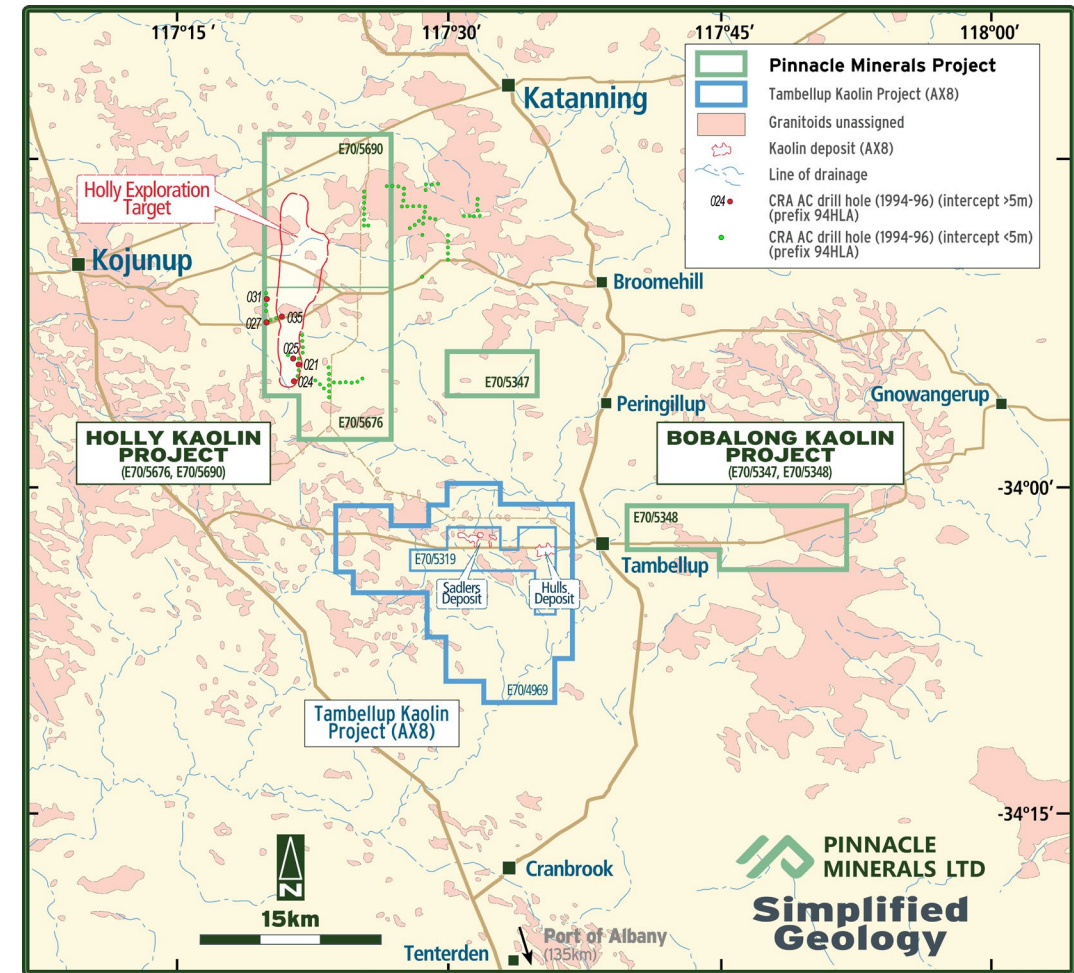 117°15'
117°30'
117°45'
118°00'
Pinnacle Minerals Project
Tambellup Kaolin Project (AX8)
Granitoids unassigned
Kaolin deposit (AX8)
Line of drainage
024
CRA AC drill hole (1994-96) (intercept >5m)
(prefix 94HLA)
CRA AC drill hole (1994-96) (intercept <5m)
(prefix 94HLA)
Katanning
E70/5690
Holly Exploration
Target
Kojunup
Broomehill
031
027
035
025
021
024
E70/5347
E70/5676
Peringillup
Gnowangerup
HOLLY KAOLIN
PROJECT
(E70/5676, E70/5690)
BOBALONG KAOLIN
PROJECT
(E70/5347, E70/5348)
-34°00'
E70/5348
Tambellup
E70/5319
Sadlers
Deposit
Hulls
Deposit
E70/4969
Tambellup Kaolin
Project (AX8)
-34°15'
N
15km
Cranbrook
PINNACLE
MINERALS LTD
Simplified
Geology
Port of Albany
(135km)
Tenterden